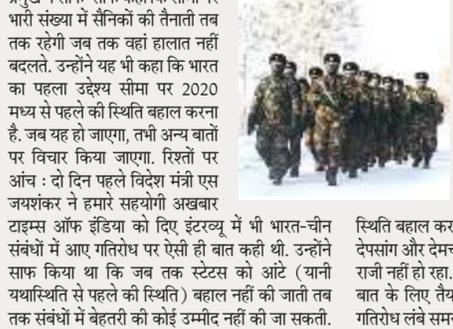 भारी संख्या में सैनिकों की तैनाती तब
तक रहेगी जब तक वहां हालात नहीं
बदलते. उन्होंने यह भी कहा कि भारत
का पहला उद्देश्य सीमा पर 2020
मध्य से पहले की स्थिति बहाल करना
है. जब यह हो जाएगा, तभी अन्य बातों
पर विचार किया जाएगा. रिश्तों पर
आंच : दो दिन पहले विदेश मंत्री एस
जयशंकर ने हमारे सहयोगी अखबार
टाइम्स ऑफ इंडिया को दिए इंटरव्यू में भी भारत-चीन
संबंधों में आए गतिरोध पर ऐसी ही बात कही थी. उन्होंने
साफ किया था कि जब तक स्टेटस को आंटे (यानी
यथास्थिति से पहले की स्थिति) बहाल नहीं की जाती तब
तक संबंधों में बेहतरी की कोई उम्मीद नहीं की जा सकती.
स्थिति बहाल कर
देपसांग और
राजी नहीं हो रहा.
बात के लिए
गतिरोध लंबे